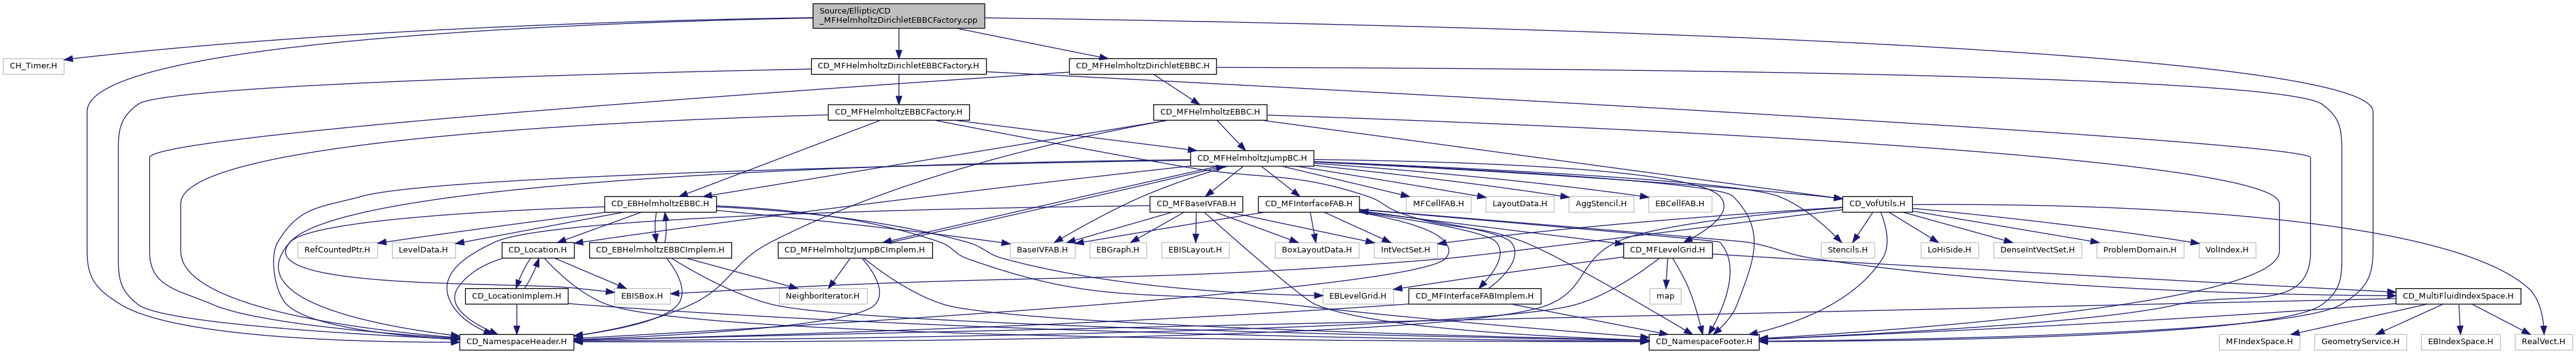 Source/Elliptic/CD
_MFHelmholtzDirichletEBBCFactory.cpp
CH_Timer.H
CD_MFHelmholtzDirichletEBBCFactory.H
CD_MFHelmholtzDirichletEBBC.H
CD_MFHelmholtzEBBCFactory.H
CD_MFHelmholtzEBBC.H
CD_MFHelmholtzJumpBC.H
CD_EBHelmholtzEBBC.H
CD_MFBaseIVFAB.H
CD_MFInterfaceFAB.H
MFCellFAB.H
LayoutData.H
AggStencil.H
EBCellFAB.H
CD_VofUtils.H
RefCountedPtr.H
LevelData.H
CD_Location.H
CD_EBHelmholtzEBBCImplem.H
CD_MFHelmholtzJumpBCImplem.H
BaseIVFAB.H
EBGraph.H
EBISLayout.H
BoxLayoutData.H
IntVectSet.H
CD_MFLevelGrid.H
Stencils.H
LoHiSide.H
DenseIntVectSet.H
ProblemDomain.H
VolIndex.H
CD_LocationImplem.H
EBISBox.H
NeighborIterator.H
EBLevelGrid.H
CD_MFInterfaceFABImplem.H
map
CD_MultiFluidIndexSpace.H
CD_NamespaceHeader.H
CD_NamespaceFooter.H
MFIndexSpace.H
GeometryService.H
EBIndexSpace.H
RealVect.H